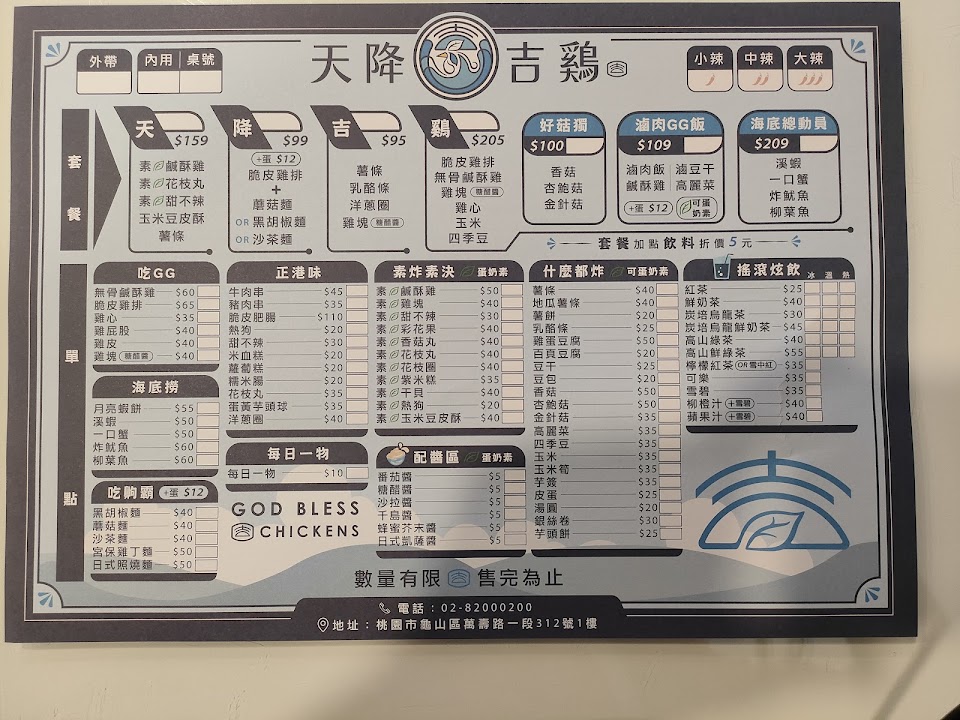 外帶
內用 桌號
天降吉鷄
小辣 中辣 大辣
套餐
天 $159
素鹹酥雞
素花枝丸
素甜不辣
玉米豆皮酥
薯條
降 $99
+蛋 $12
脆皮雞排
+
蘑菇麵
OR 黑胡椒麵
OR 沙茶麵
吉 $95
薯條
乳酪條
洋蔥圈
雞塊 糖醋醬
鷄 $205
脆皮雞排
無骨鹹酥雞
雞塊 糖醋醬
雞心
玉米
四季豆
好菇獨
$100
香菇
杏鮑菇
金針菇
滷肉GG飯
$109
滷肉飯 滷豆干
鹹酥雞 高麗菜
+蛋 $12 可蛋奶素
海底總動員
$209
溪蝦
一口蟹
炸魷魚
柳葉魚
套餐加點飲料折價5元
單點
吃GG
無骨鹹酥雞 $60
脆皮雞排 $65
雞心 $35
雞屁股 $40
雞皮 $40
雞塊 糖醋醬 $40
海底撈
月亮蝦餅 $55
溪蝦 $50
一口蟹 $50
炸魷魚 $60
柳葉魚 $60
吃齁霸 +蛋 $12
黑胡椒麵 $40
蘑菇麵 $40
沙茶麵 $40
宮保雞丁麵 $50
日式照燒麵 $50
正港味
牛肉串 $45
豬肉串 $35
脆皮肥腸 $110
熱狗 $20
甜不辣 $30
米血糕 $20
蘿蔔糕 $20
糯米腸 $20
花枝丸 $35
蛋黃芋頭球 $35
洋蔥圈 $40
每日一物
每日一物 $10
GOD BLESS
CHICKENS
素炸素決 蛋奶素
素鹹酥雞 $50
素雞塊 $40
素甜不辣 $30
素彩花果 $40
素香菇丸 $40
素花枝丸 $40
素花枝圈 $40
素紫米糕 $35
素干貝 $40
素熱狗 $20
素玉米豆皮酥 $40
配醬區 蛋奶素
番茄醬 $5
糖醋醬 $5
沙拉醬 $5
千島醬 $5
蜂蜜芥末醬 $5
日式凱薩醬 $5
什麼都炸 可蛋奶素
薯條 $40
地瓜薯條 $40
薯餅 $20
乳酪條 $25
雞蛋豆腐 $50
百頁豆腐 $20
豆干 $25
豆包 $20
香菇 $50
杏鮑菇 $50
金針菇 $35
高麗菜 $35
四季豆 $35
玉米 $35
玉米筍 $35
芋簽 $35
皮蛋 $25
湯圓 $20
銀絲卷 $30
芋頭餅 $25
搖滾炫飲 冰 溫 熱
紅茶 $25
鮮奶茶 $40
炭培烏龍茶 $30
炭培烏龍鮮奶茶 $45
高山綠茶 $40
高山鮮綠茶 $55
檸檬紅茶 OR 雪中紅 $35
可樂 $35
雪碧 $35
柳橙汁 +雪碧 $40
蘋果汁 +雪碧 $40
數量有限 售完為止
電話:02-82000200
地址:桃園市龜山區萬壽路一段312號1樓